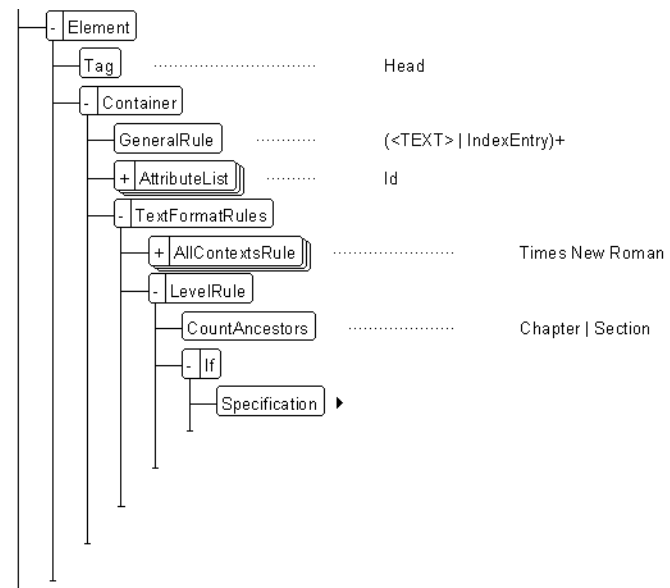 - Element
Tag Head
- Container
GeneralRule (<TEXT> | IndexEntry)+
+ AttributeList Id
- TextFormatRules
+ AllContextsRule Times New Roman
- LevelRule
CountAncestors Chapter | Section
- If
Specification